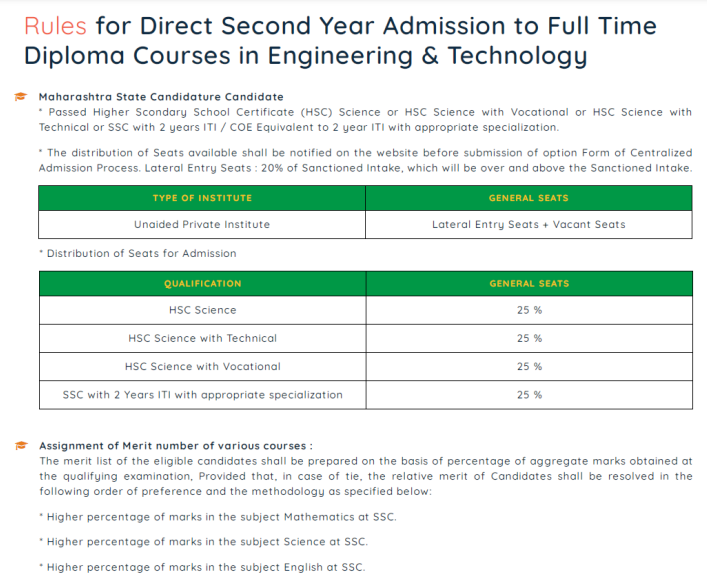 Rules for Direct Second Year Admission to Full Time
Diploma Courses in Engineering & Technology
Maharashtra State Candidature Candidate
* Passed Higher Scondary School Certificate (HSC) Science or HSC Science with Vocational or HSC Science with
Technical or SSC with 2 years ITI / COE Equivalent to 2 year ITI with appropriate specialization.
* The distribution of Seats available shall be notified on the website before submission of option Form of Centralized
Admission Process. Lateral Entry Seats : 20% of Sanctioned Intake, which will be over and above the Sanctioned Intake.
TYPE OF INSTITUTE GENERAL SEATS
Unaided Private Institute Lateral Entry Seats + Vacant Seats
* Distribution of Seats for Admission
QUALIFICATION GENERAL SEATS
HSC Science 25 %
HSC Science with Technical 25 %
HSC Science with Vocational 25 %
SSC with 2 Years ITI with appropriate specialization 25 %
Assignment of Merit number of various courses :
The merit list of the eligible candidates shall be prepared on the basis of percentage of aggregate marks obtained at
the qualifying examination, Provided that, in case of tie, the relative merit of Candidates shall be resolved in the
following order of preference and the methodology as specified below:
* Higher percentage of marks in the subject Mathematics at SSC.
* Higher percentage of marks in the subject Science at SSC.
* Higher percentage of marks in the subject English at SSC.